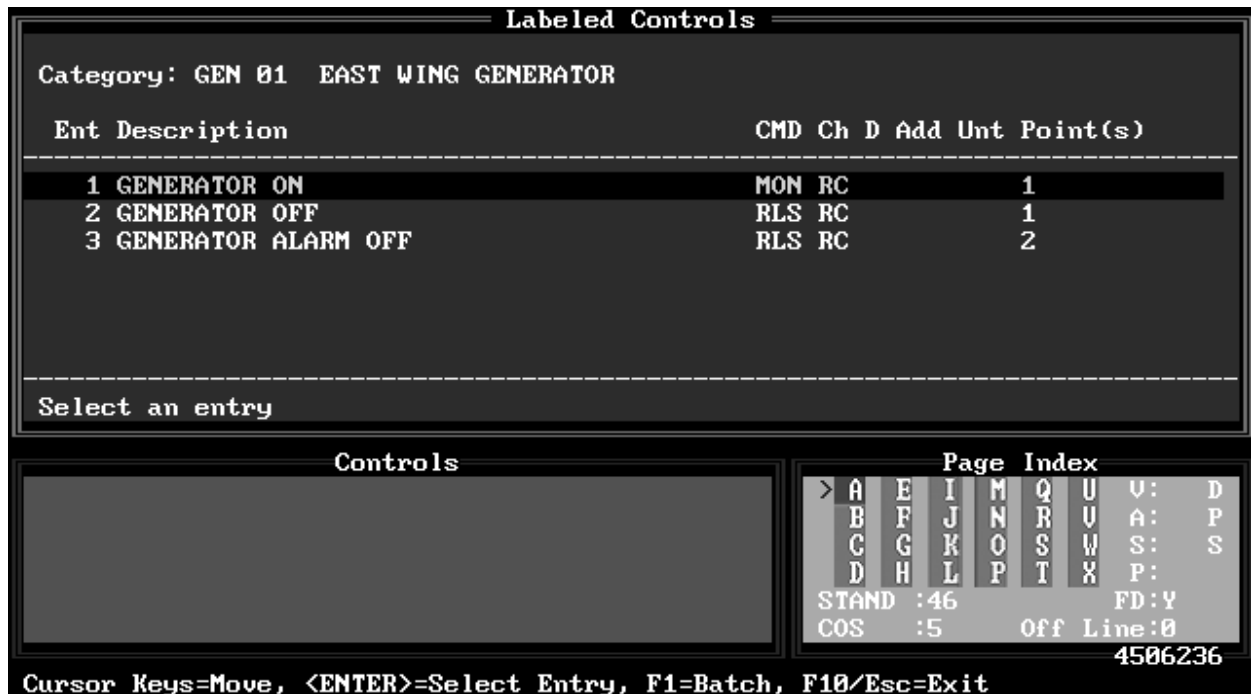 Labeled Controls
Category: GEN 01 EAST WING GENERATOR
Ent Description CMD Ch D Add Unt Point(s)
1 GENERATOR ON MON RC 1
2 GENERATOR OFF RLS RC 1
3 GENERATOR ALARM OFF RLS RC 2
Select an entry
Controls
Page Index
> A E I M Q U V: D
B F J N R V A: P
C G K O S W S: S
D H L P T X P:
STAND :46 FD:Y
COS :5 Off Line:0
4506236
Cursor Keys=Move, <ENTER>=Select Entry, F1=Batch, F10/Esc=Exit